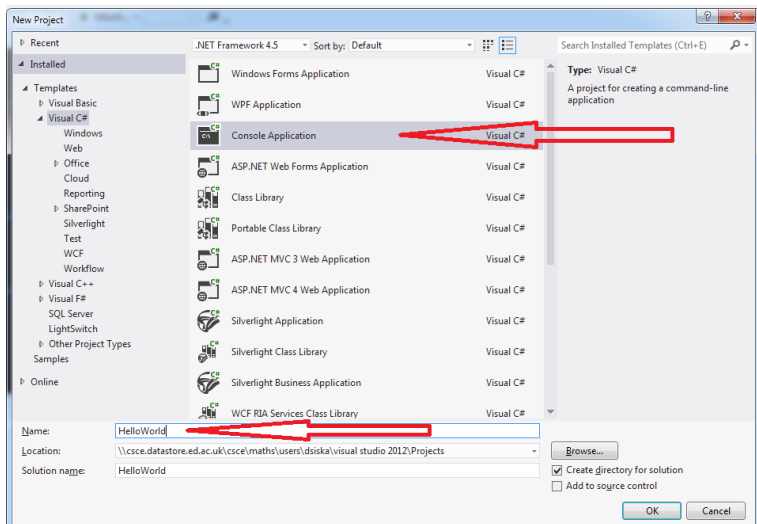 New Project
Recent
Installed
Templates
Visual Basic
Visual C#
Windows
Web
Office
Cloud
Reporting
SharePoint
Silverlight
Test
WCF
Workflow
Visual C++
Visual F#
SQL Server
LightSwitch
Other Project Types
Samples
Online
.NET Framework 4.5 Sort by: Default
Windows Forms Application Visual C#
WPF Application Visual C#
Console Application Visual C#
ASP.NET Web Forms Application Visual C#
Class Library Visual C#
Portable Class Library Visual C#
ASP.NET MVC 3 Web Application Visual C#
ASP.NET MVC 4 Web Application Visual C#
Silverlight Application Visual C#
Silverlight Class Library Visual C#
Silverlight Business Application Visual C#
WCF RIA Services Class Library Visual C#
Search Installed Templates (Ctrl+E)
Type: Visual C#
A project for creating a command-line
application
Name: HelloWorld
Location: \\csce.datastore.ed.ac.uk\csce\maths\users\dsiska\visual studio 2012\Projects
Solution name: HelloWorld
Browse...
Create directory for solution
Add to source control
OK Cancel